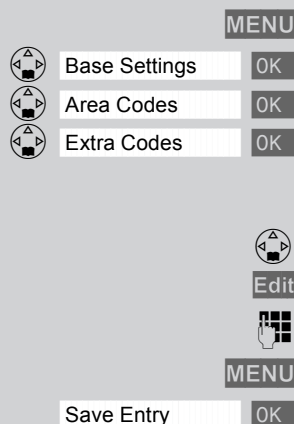 MENU
Base Settings OK
Area Codes OK
Extra Codes OK
Edit
MENU
Save Entry OK